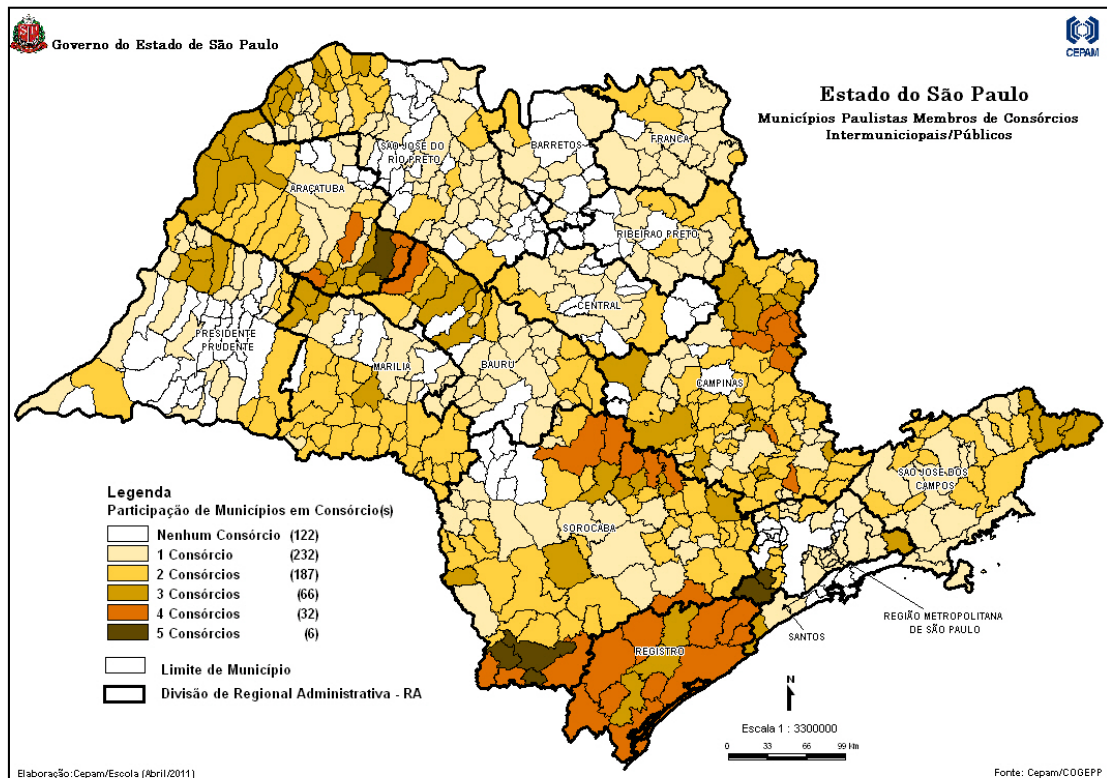 Governo do Estado de São Paulo
CEPAM
Estado do São Paulo
Municípios Paulistas Membros de Consórcios
Intermuniciopais/Públicos
SÃO JOSÉ DO
RIO PRETO
BARRETOS
FRANCA
ARAÇATUBA
RIBEIRAO PRETO
CENTRAL
PRESIDENTE
PRUDENTE
MARILIA
BAURU
CAMPINAS
SÃO JOSÉ DOS
CAMPOS
SOROCABA
REGISTRO
SANTOS
REGIÃO METROPOLITANA
DE SÃO PAULO
Legenda
Participação de Municípios em Consórcio(s)
Nenhum Consórcio (122)
1 Consórcio (232)
2 Consórcios (187)
3 Consórcios (66)
4 Consórcios (32)
5 Consórcios (6)
Limite de Município
Divisão de Regional Administrativa - RA
N
Escala 1 : 3300000
0 33 66 99 km
Elaboração:Cepam/Escola (Abril/2011)
Fonte: Cepam/COGEPP